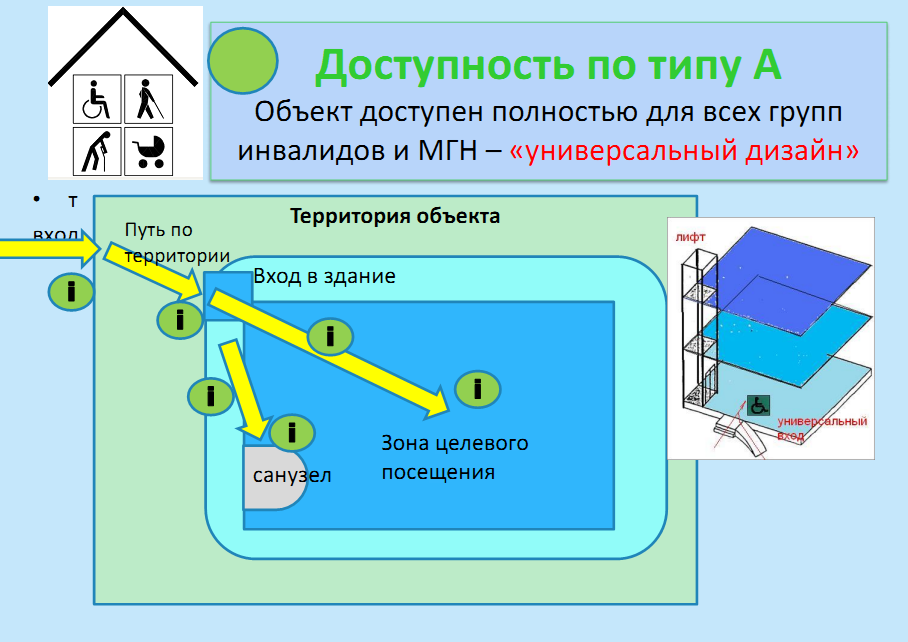 Доступность по типу А
Объект доступен полностью для всех групп
инвалидов и МГН – «универсальный дизайн»
• т
вход
Территория объекта
Путь по
территории
Вход в здание
i
i
i
i
i
i
Зона целевого
посещения
санузел
лифт
универсальный
вход